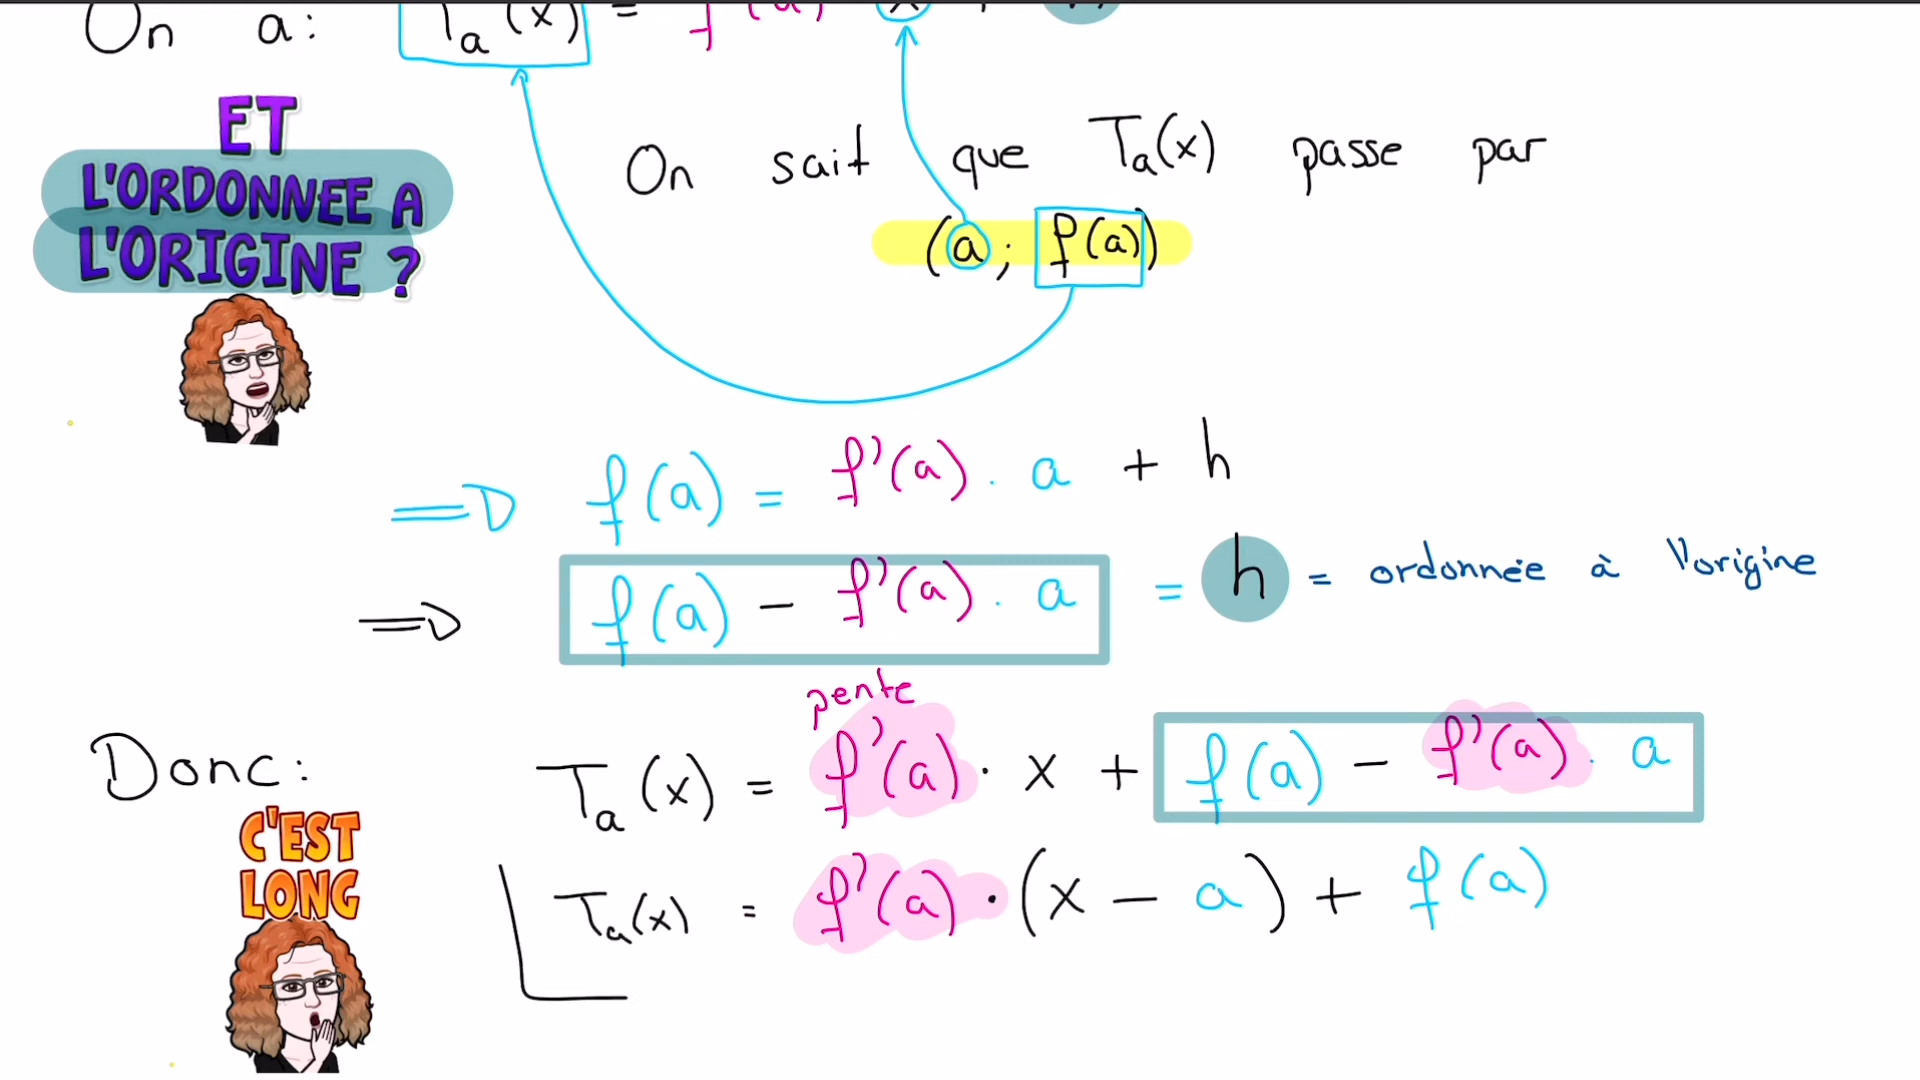 On a: Ta(x) = f'(a)
ET
L'ORDONNEE A
L'ORIGINE ?
On sait que Ta(x) passe par
(a ; f(a))
⇒ f(a) = f'(a) · a + h
⇒ f(a) - f'(a) · a = h = ordonnée à l'origine
pente
Donc: Ta(x) = f'(a) · x + f(a) - f'(a) · a
C'EST
LONG
Ta(x) = f'(a) · (x - a) + f(a)